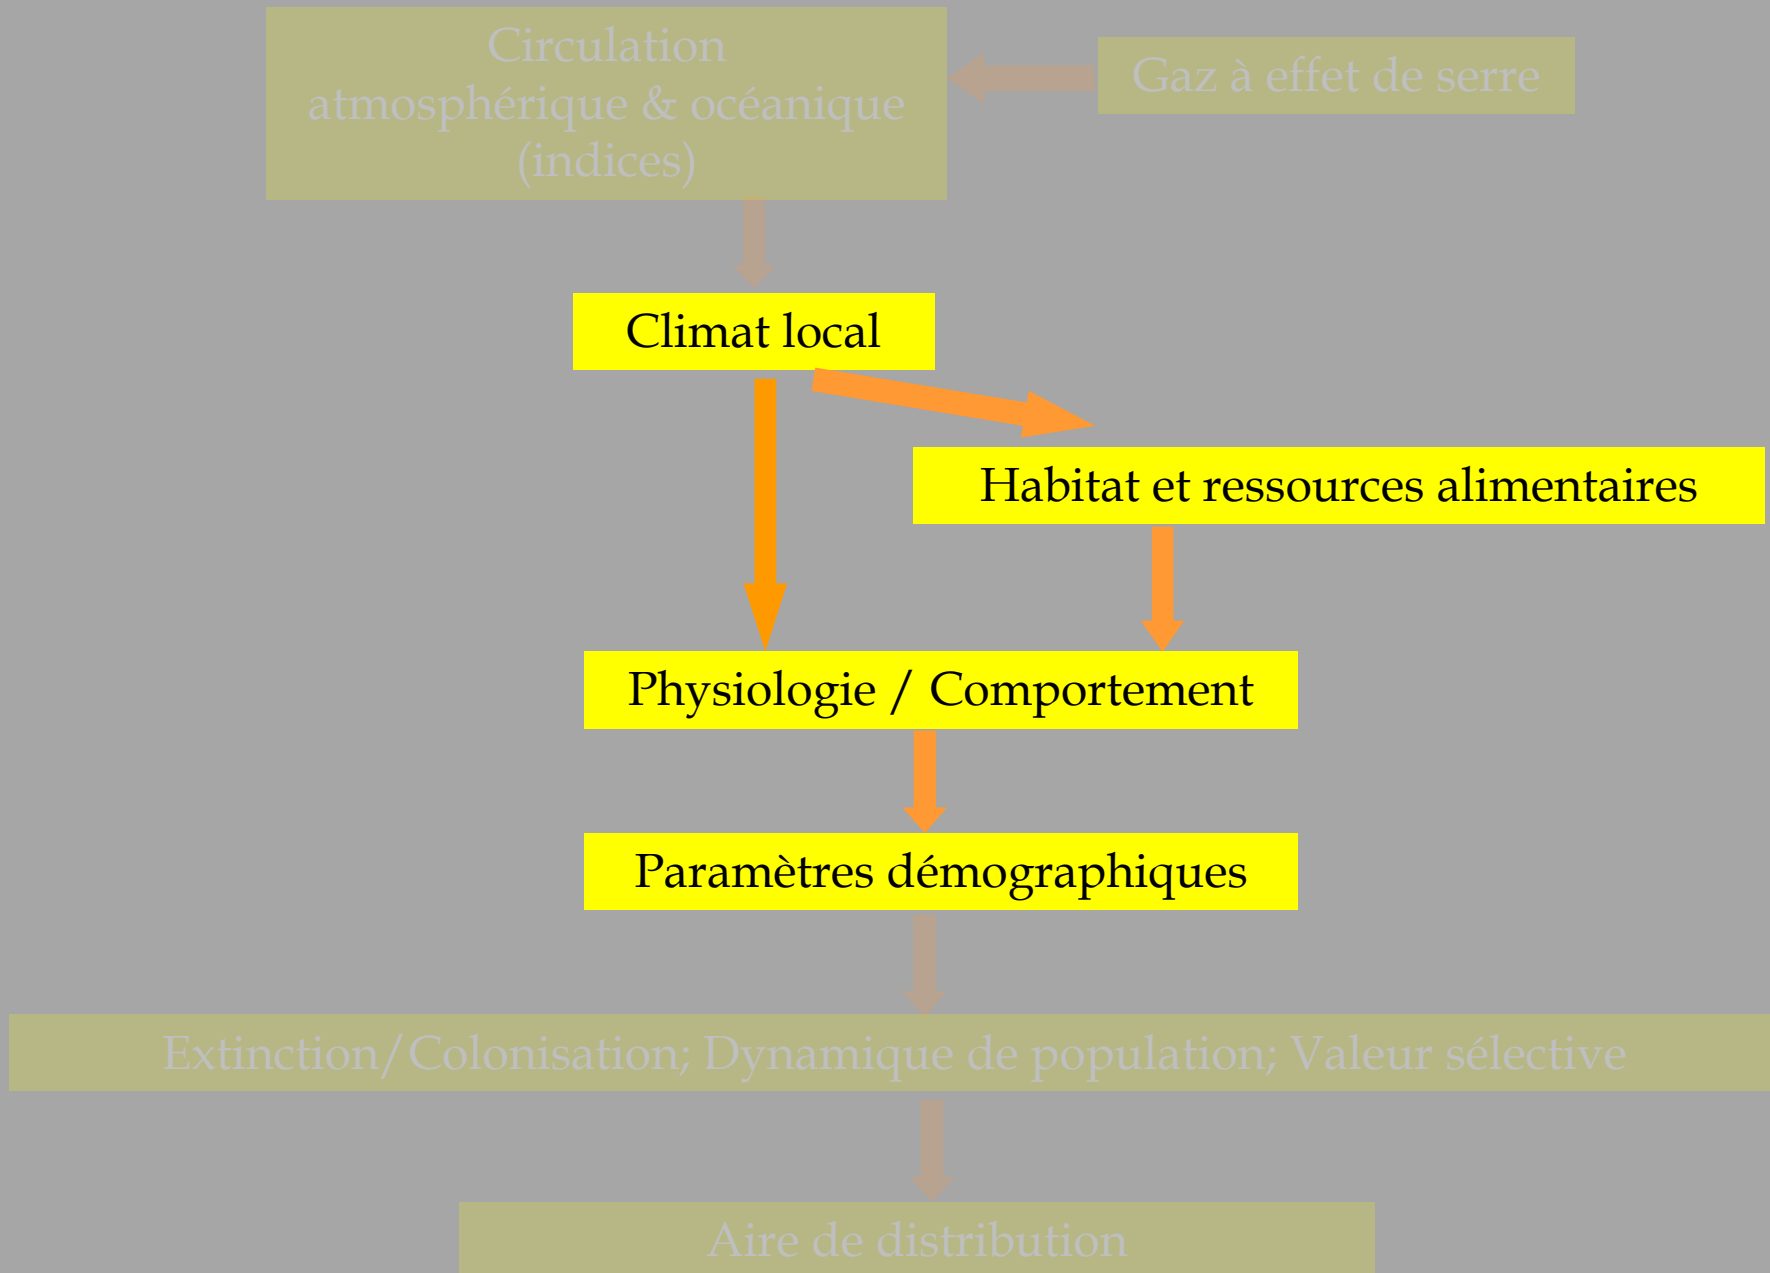 Circulation
atmosphérique & océanique
(indices)
Gaz à effet de serre
Climat local
Habitat et ressources alimentaires
Physiologie / Comportement
Paramètres démographiques
Extinction/Colonisation; Dynamique de population; Valeur sélective
Aire de distribution